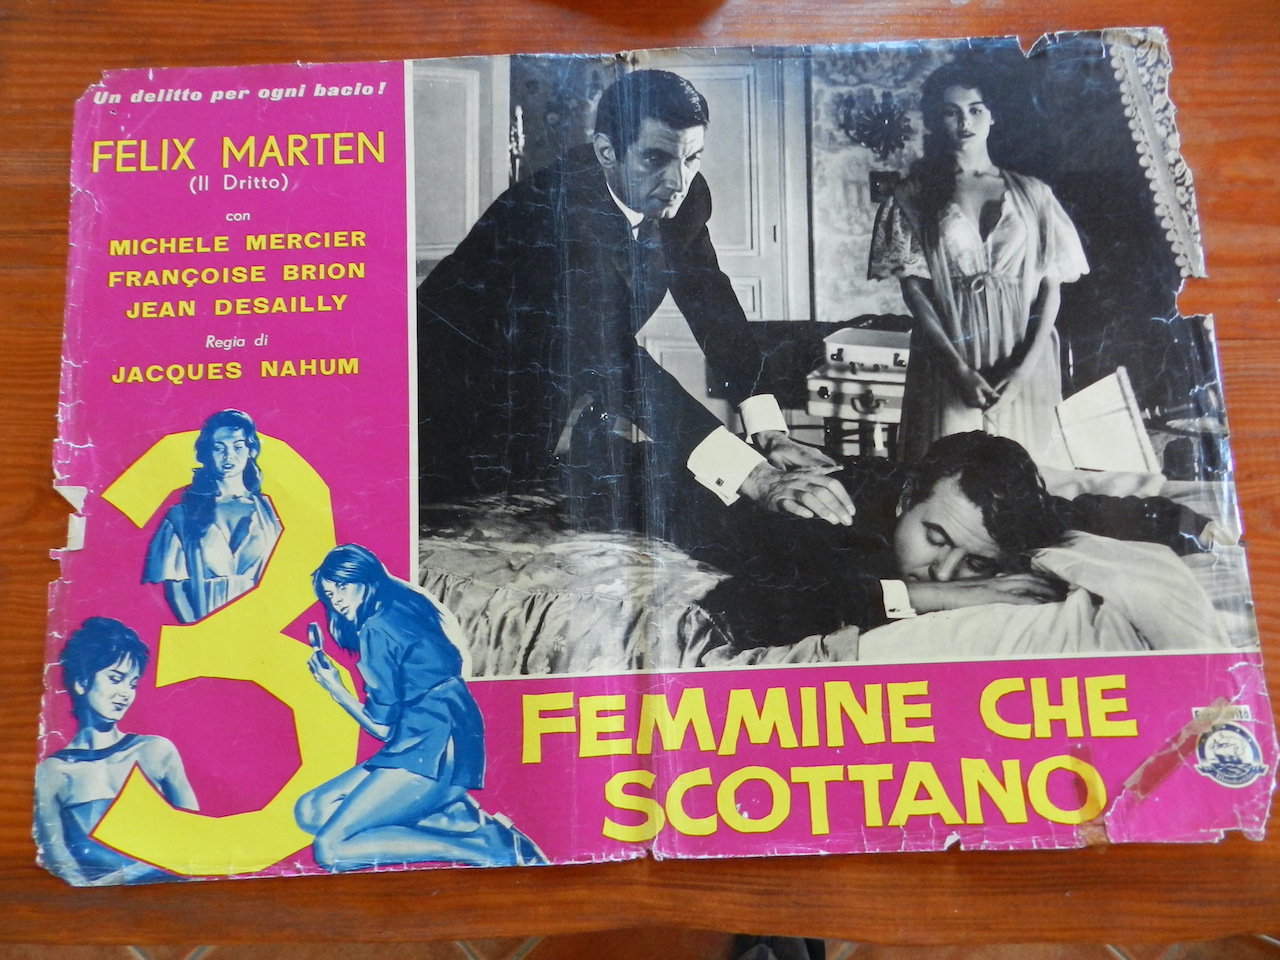 Un delitto per ogni bacio!
FELIX MARTEN
(Il Dritto)
con
MICHELE MERCIER
FRANÇOISE BRION
JEAN DESAILLY
Regia di
JACQUES NAHUM
3
FEMMINE CHE
SCOTTANO